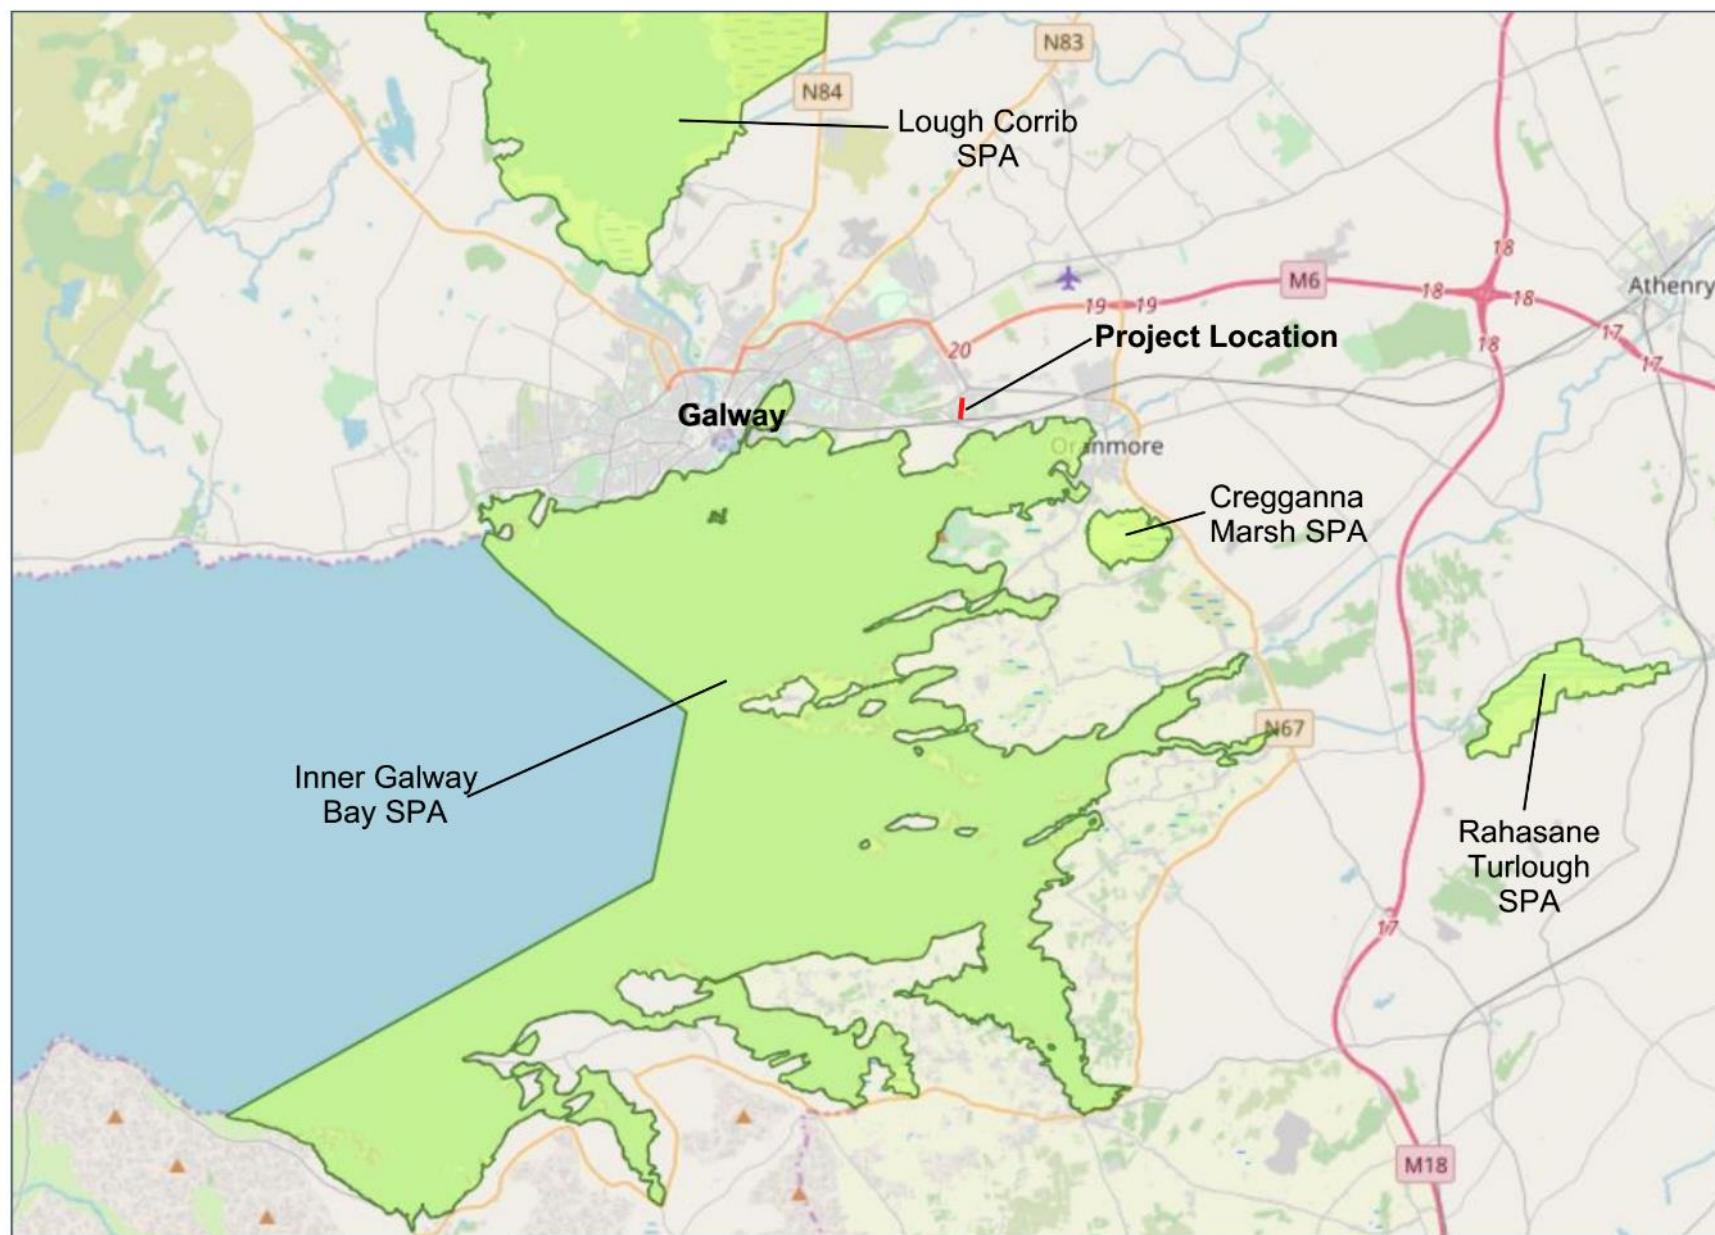 N83
N84
Lough Corrib
SPA
18
M6
19
19
18
18
Athenry
17
17
18
20
Project Location
Galway
Oranmore
Cregganna
Marsh SPA
N67
Inner Galway
Bay SPA
Rahasane
Turlough
SPA
17
M18